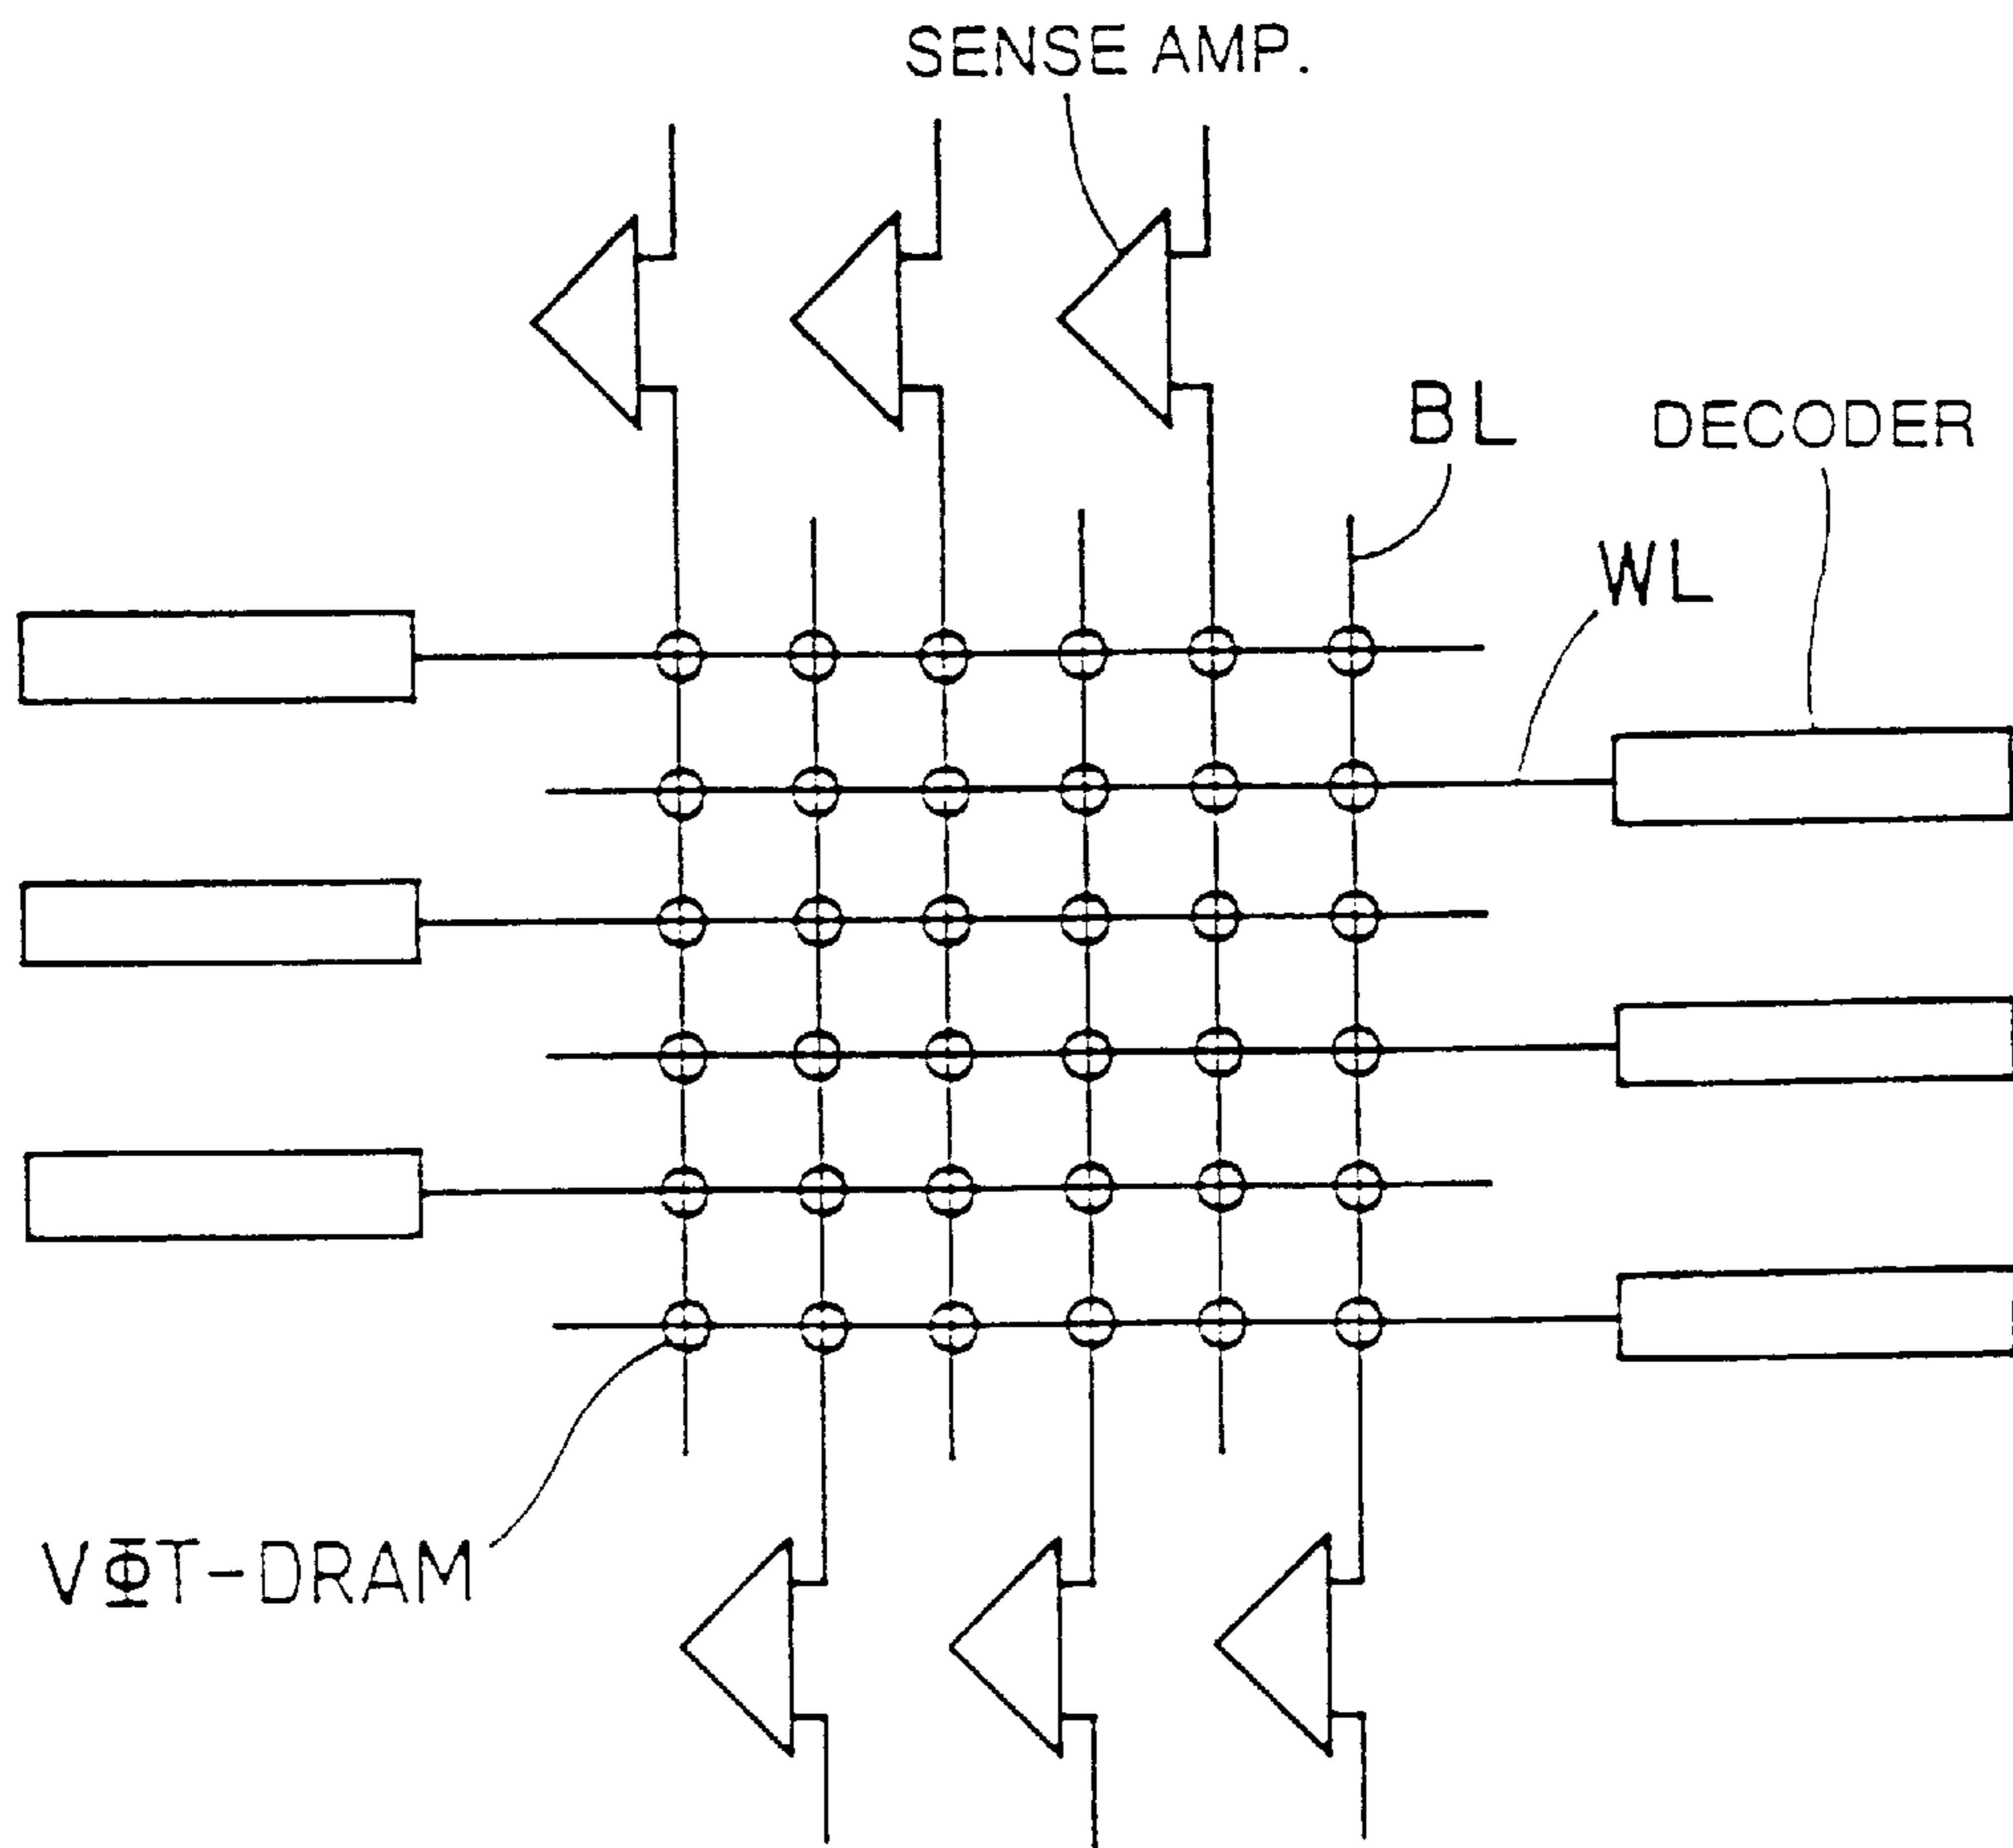 SENSE AMP.
BL
DECODER
WL
VΦT-DRAM